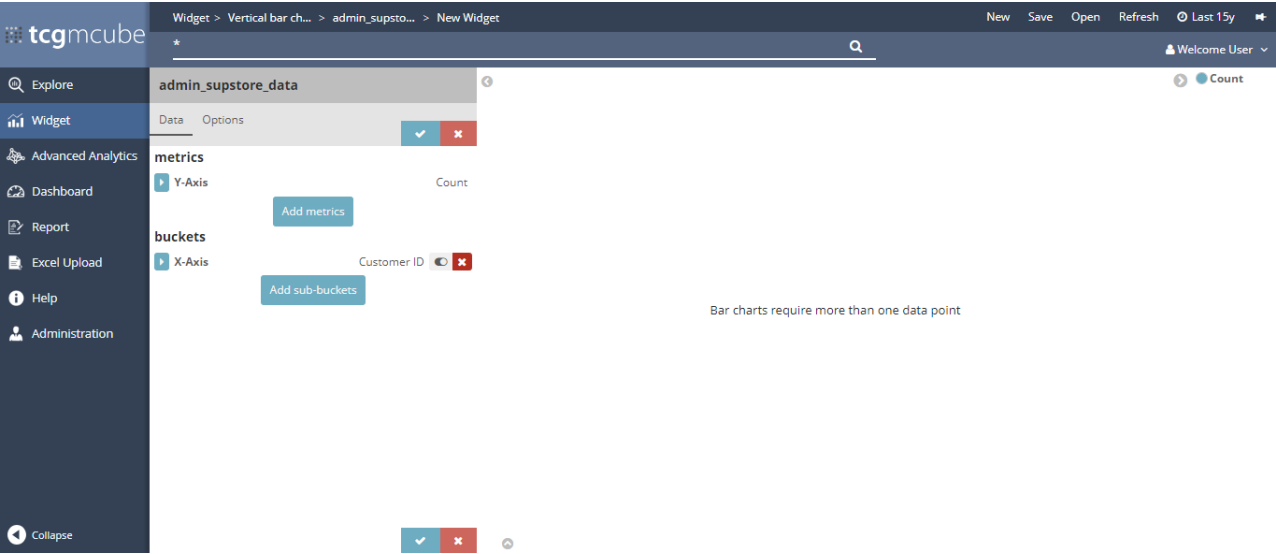 tcgmcube
Widget > Vertical bar ch... > admin_supsto... > New Widget
New Save Open Refresh Last 15y
*
Welcome User
Explore
Widget
Advanced Analytics
Dashboard
Report
Excel Upload
Help
Administration
Collapse
admin_supstore_data
Data Options
metrics
Y-Axis Count
Add metrics
buckets
X-Axis Customer ID
Add sub-buckets
Count
Bar charts require more than one data point